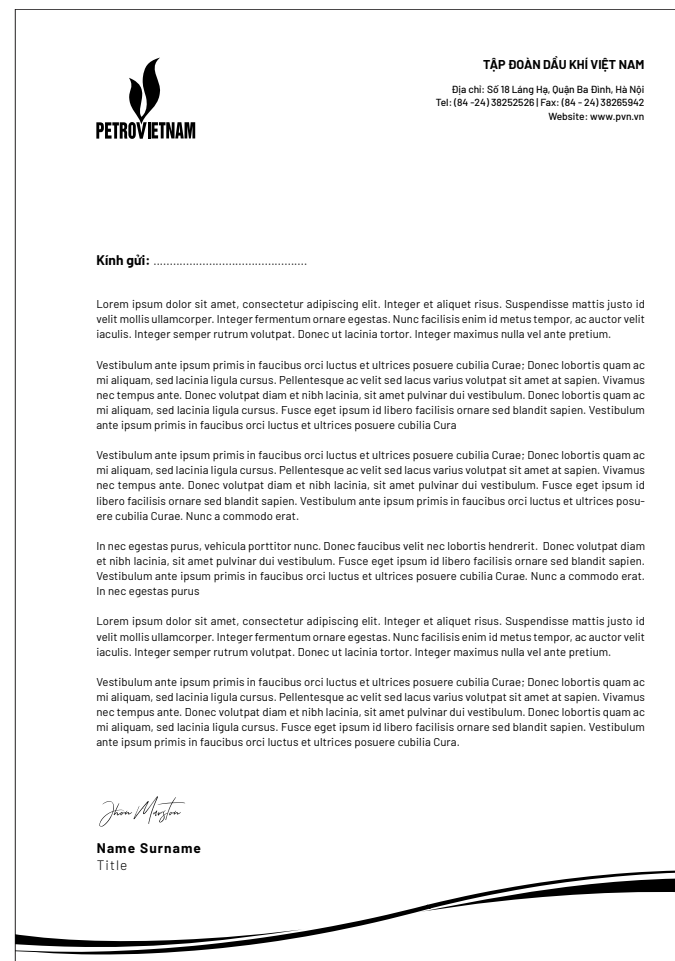 PETROVIETNAM
TẬP ĐOÀN DẦU KHÍ VIỆT NAM
Địa chỉ: Số 18 Láng Hạ, Quận Ba Đình, Hà Nội
Tel: (84 -24) 38252526 | Fax: (84 - 24) 38265942
Website: www.pvn.vn
Kính gửi: ...............................................
Lorem ipsum dolor sit amet, consectetur adipiscing elit. Integer et aliquet risus. Suspendisse mattis justo id
velit mollis ullamcorper. Integer fermentum ornare egestas. Nunc facilisis enim id metus tempor, ac auctor velit
iaculis. Integer semper rutrum volutpat. Donec ut lacinia tortor. Integer maximus nulla vel ante pretium.
Vestibulum ante ipsum primis in faucibus orci luctus et ultrices posuere cubilia Curae; Donec lobortis quam ac
mi aliquam, sed lacinia ligula cursus. Pellentesque ac velit sed lacus varius volutpat sit amet at sapien. Vivamus
nec tempus ante. Donec volutpat diam et nibh lacinia, sit amet pulvinar dui vestibulum. Donec lobortis quam ac
mi aliquam, sed lacinia ligula cursus. Fusce eget ipsum id libero facilisis ornare sed blandit sapien. Vestibulum
ante ipsum primis in faucibus orci luctus et ultrices posuere cubilia Cura
Vestibulum ante ipsum primis in faucibus orci luctus et ultrices posuere cubilia Curae; Donec lobortis quam ac
mi aliquam, sed lacinia ligula cursus. Pellentesque ac velit sed lacus varius volutpat sit amet at sapien. Vivamus
nec tempus ante. Donec volutpat diam et nibh lacinia, sit amet pulvinar dui vestibulum. Fusce eget ipsum id
libero facilisis ornare sed blandit sapien. Vestibulum ante ipsum primis in faucibus orci luctus et ultrices posu-
ere cubilia Curae. Nunc a commodo erat.
In nec egestas purus, vehicula porttitor nunc. Donec faucibus velit nec lobortis hendrerit. Donec volutpat diam
et nibh lacinia, sit amet pulvinar dui vestibulum. Fusce eget ipsum id libero facilisis ornare sed blandit sapien.
Vestibulum ante ipsum primis in faucibus orci luctus et ultrices posuere cubilia Curae. Nunc a commodo erat.
In nec egestas purus
Lorem ipsum dolor sit amet, consectetur adipiscing elit. Integer et aliquet risus. Suspendisse mattis justo id
velit mollis ullamcorper. Integer fermentum ornare egestas. Nunc facilisis enim id metus tempor, ac auctor velit
iaculis. Integer semper rutrum volutpat. Donec ut lacinia tortor. Integer maximus nulla vel ante pretium.
Vestibulum ante ipsum primis in faucibus orci luctus et ultrices posuere cubilia Curae; Donec lobortis quam ac
mi aliquam, sed lacinia ligula cursus. Pellentesque ac velit sed lacus varius volutpat sit amet at sapien. Vivamus
nec tempus ante. Donec volutpat diam et nibh lacinia, sit amet pulvinar dui vestibulum. Donec lobortis quam ac
mi aliquam, sed lacinia ligula cursus. Fusce eget ipsum id libero facilisis ornare sed blandit sapien. Vestibulum
ante ipsum primis in faucibus orci luctus et ultrices posuere cubilia Cura.
Jhon Marston
Name Surname
Title